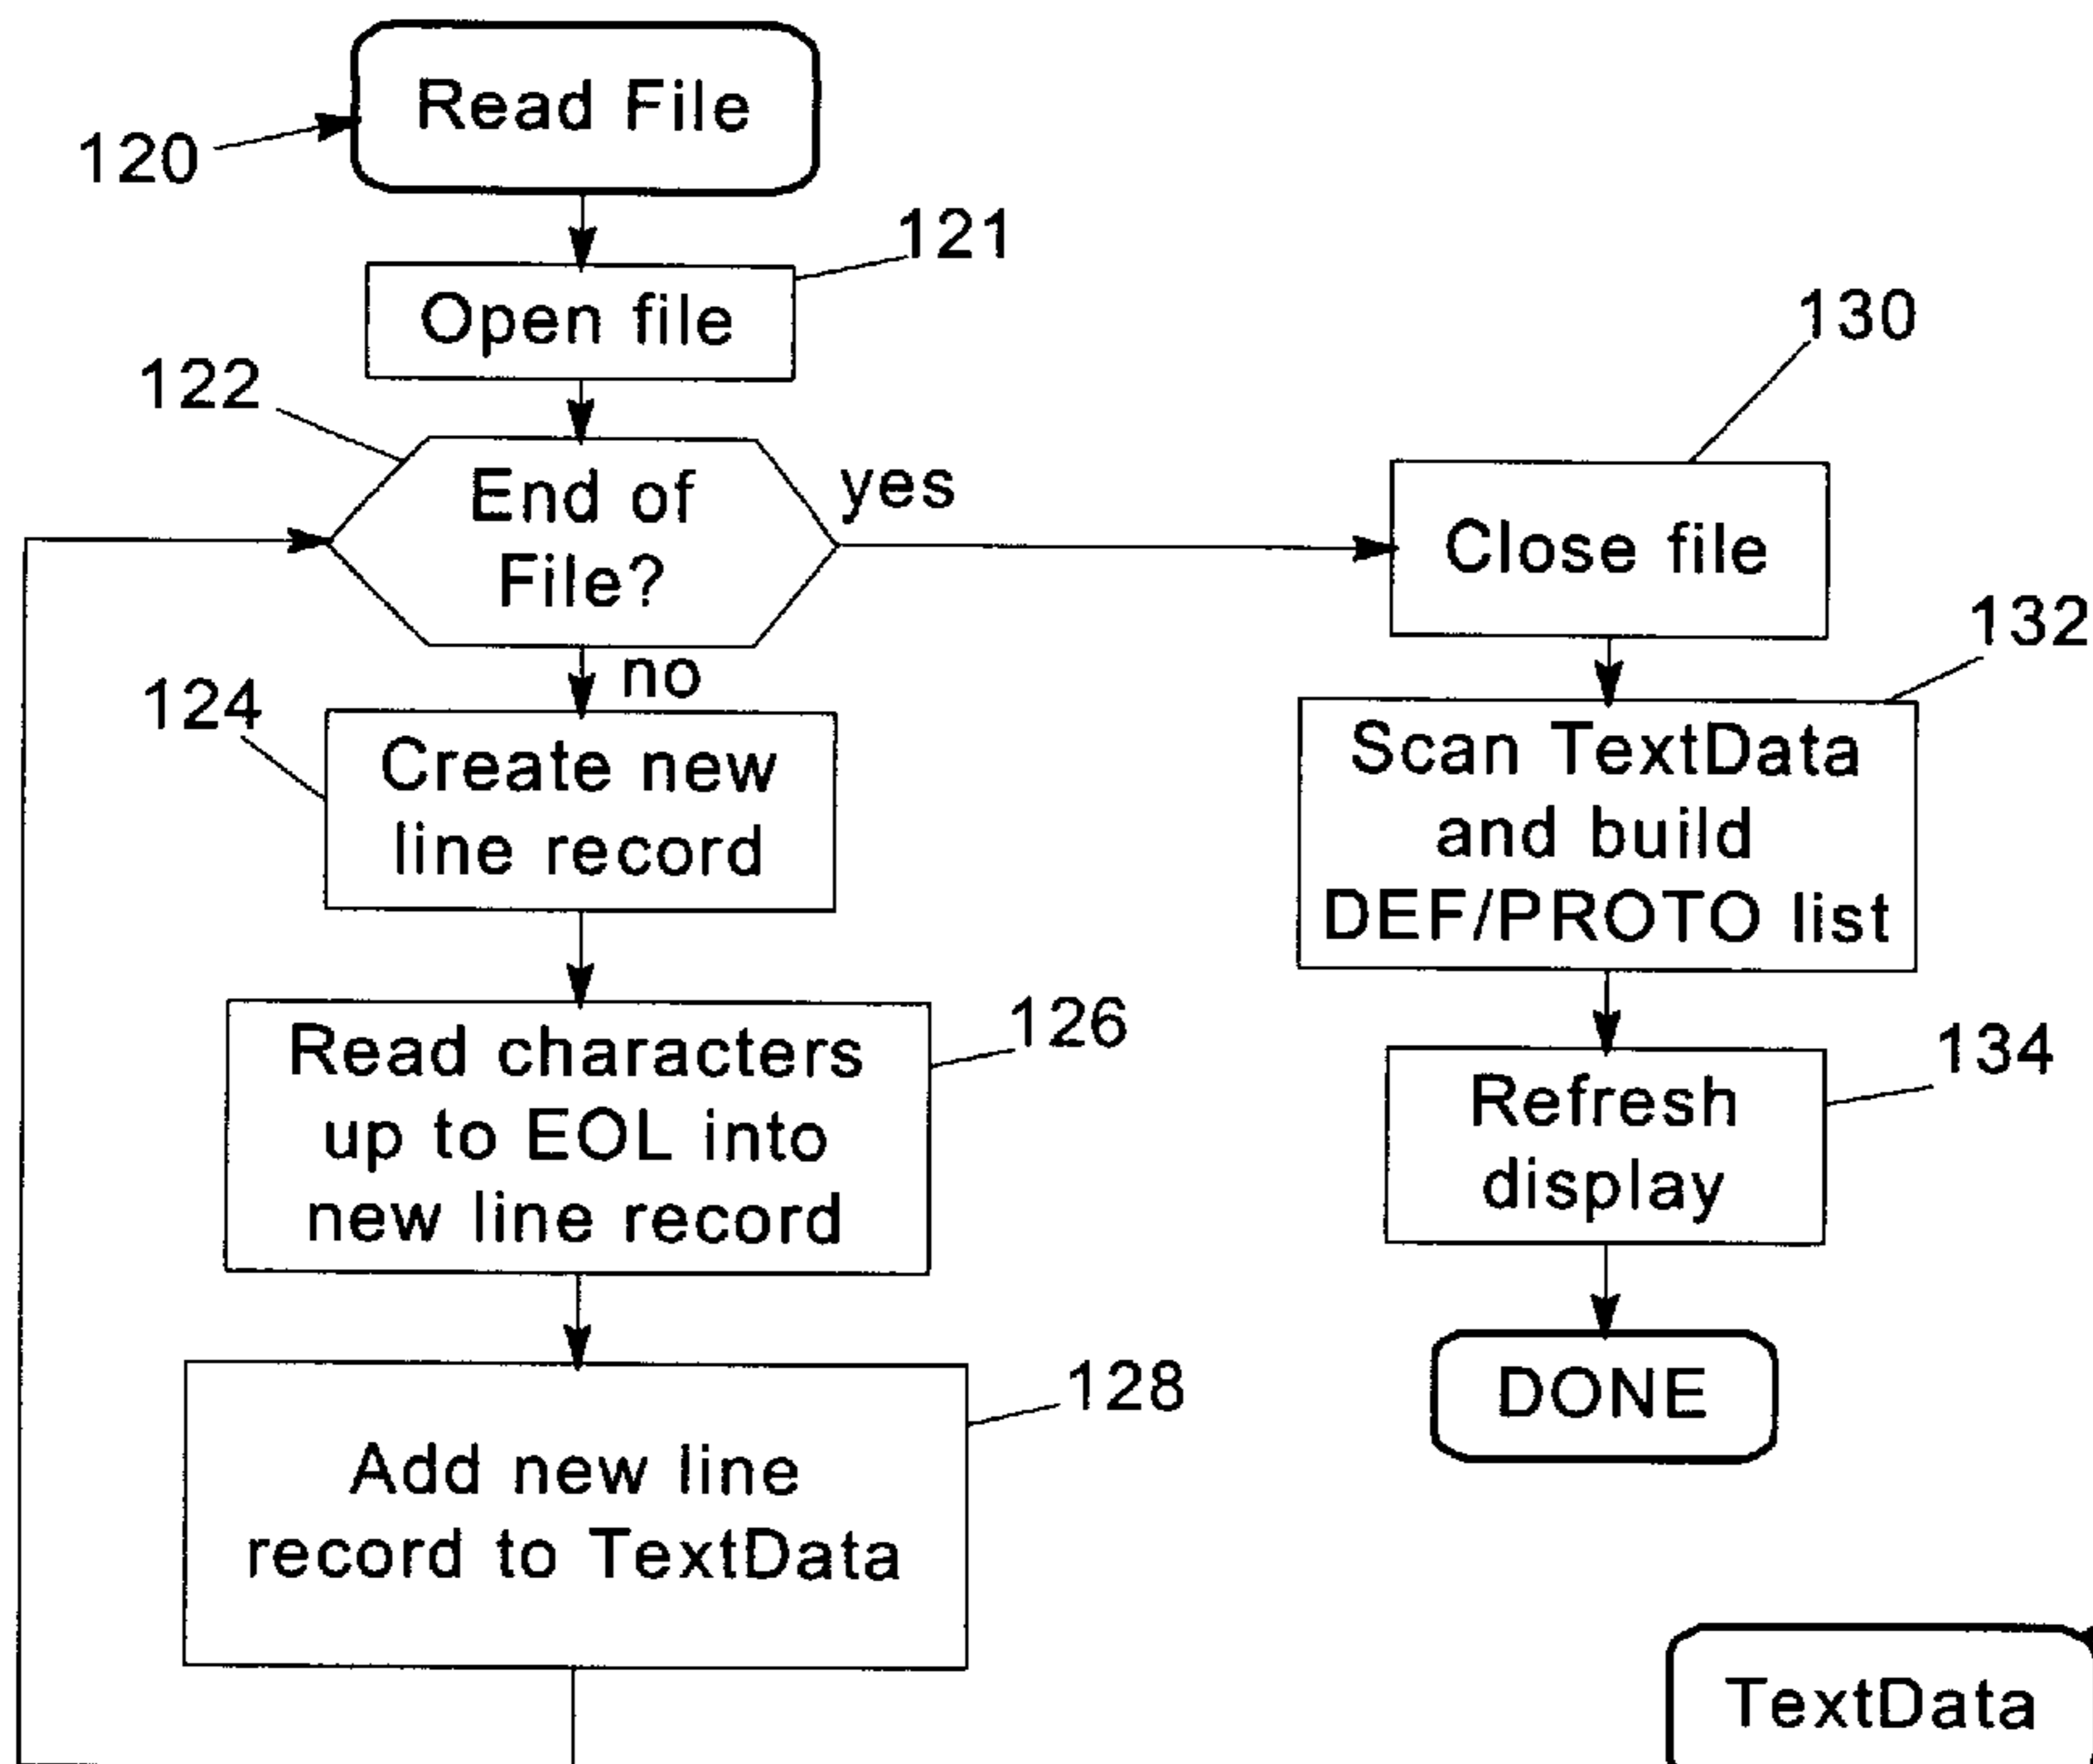 Read File
120
121
Open file
122
End of
File?
yes
no
124
Create new
line record
Read characters
up to EOL into
new line record
126
Add new line
record to TextData
128
130
Close file
132
Scan TextData
and build
DEF/PROTO list
134
Refresh
display
DONE
TextData